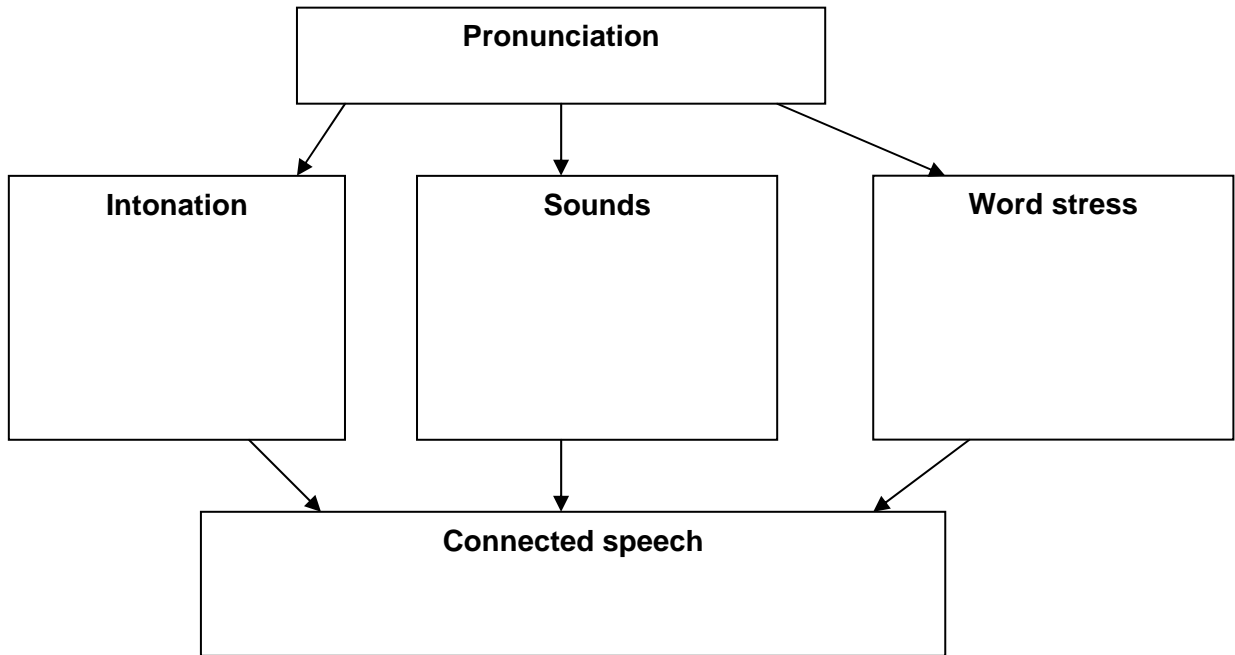 Pronunciation
Intonation
Sounds
Word stress
Connected speech